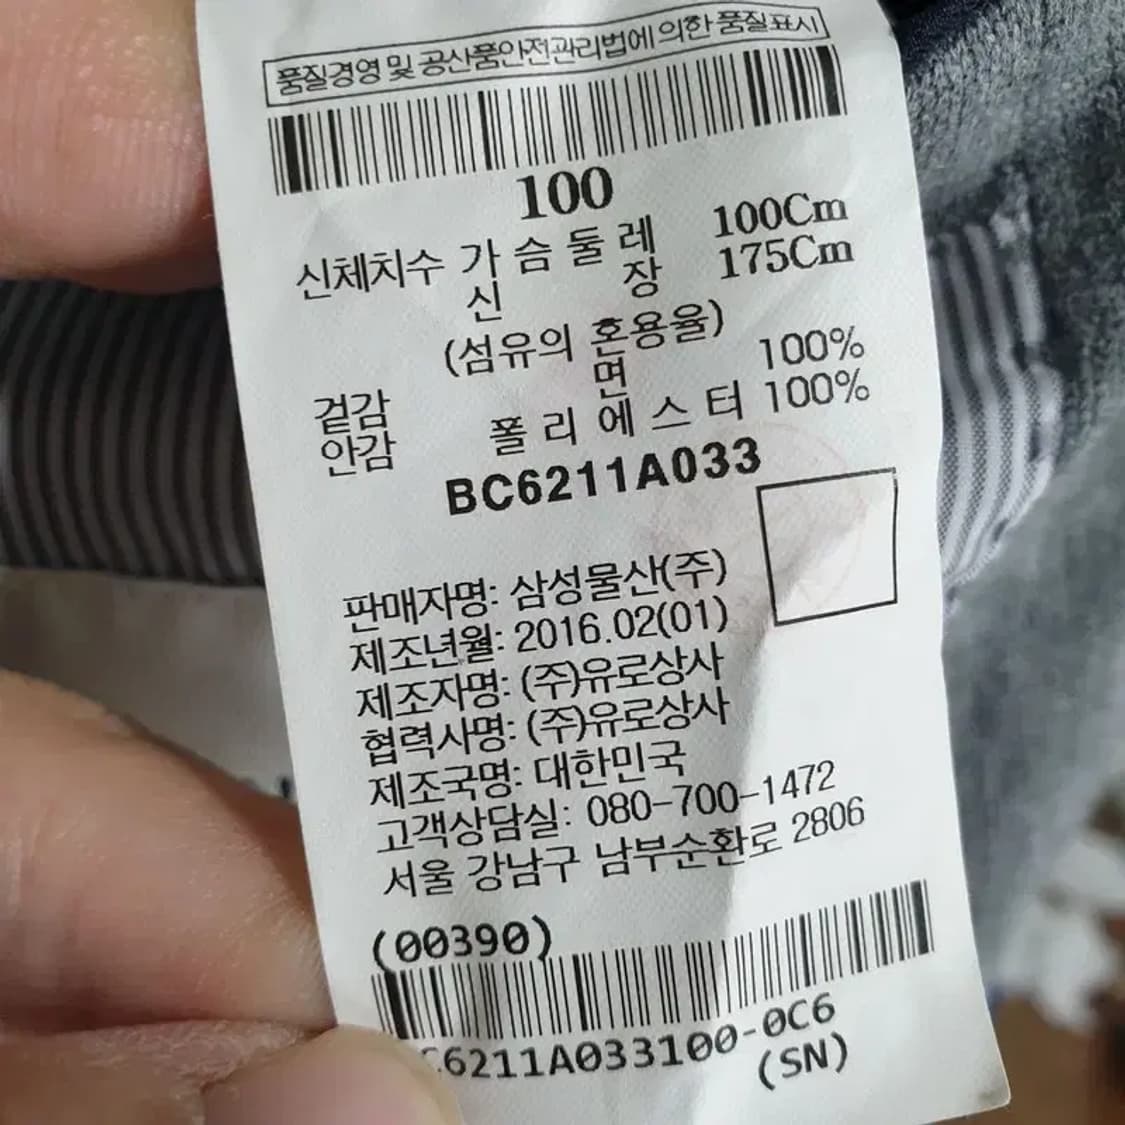 품질경영 및 공산품안전관리법에 의한 품질표시
100
신체치수 가슴둘레 100Cm
신장 175Cm
(섬유의 혼용율)
겉감 면 100%
안감 폴리에스터 100%
BC6211A033
판매자명: 삼성물산(주)
제조년월: 2016.02(01)
제조자명: (주)유로상사
협력사명: (주)유로상사
제조국명: 대한민국
고객상담실: 080-700-1472
서울 강남구 남부순환로 2806
(00390)
C6211A033100-0C6
(SN)